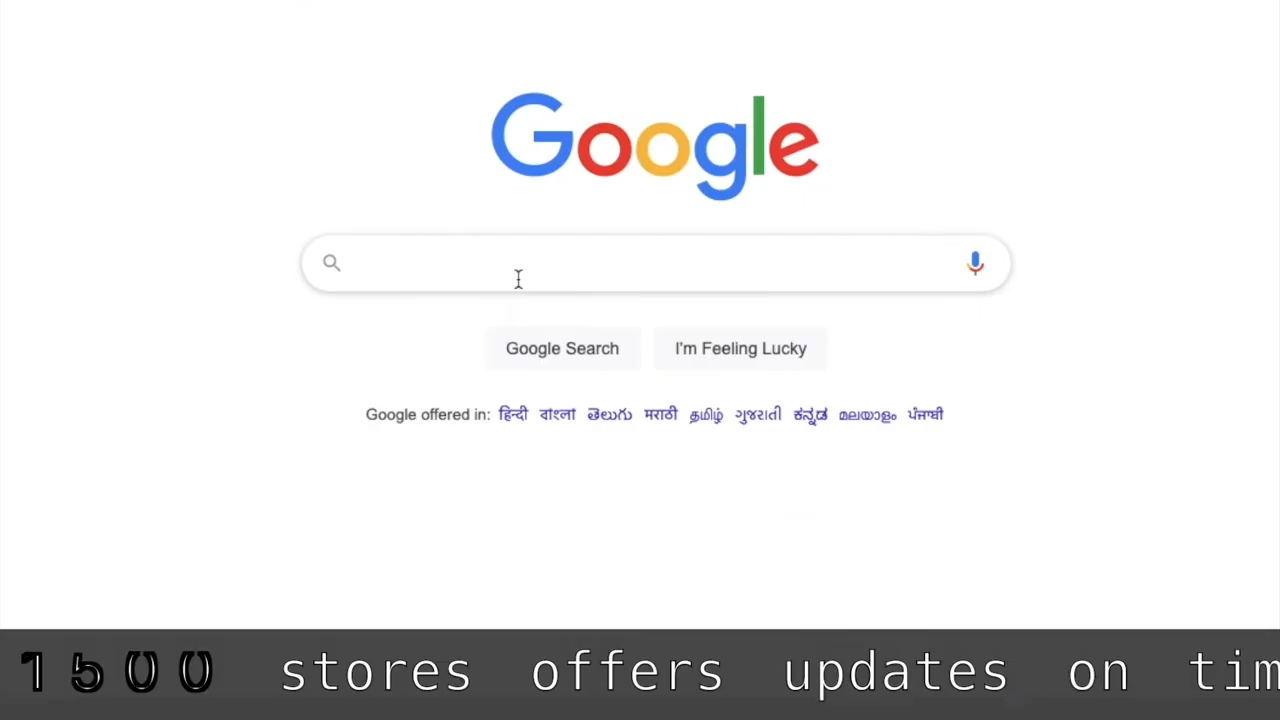 Google
Google Search I'm Feeling Lucky
Google offered in: हिन्दी বাংলা తెలుగు मराठी தமிழ் ગુજરાતી ಕನ್ನಡ മലയാളം ਪੰਜਾਬੀ
1500 stores offers updates on tim